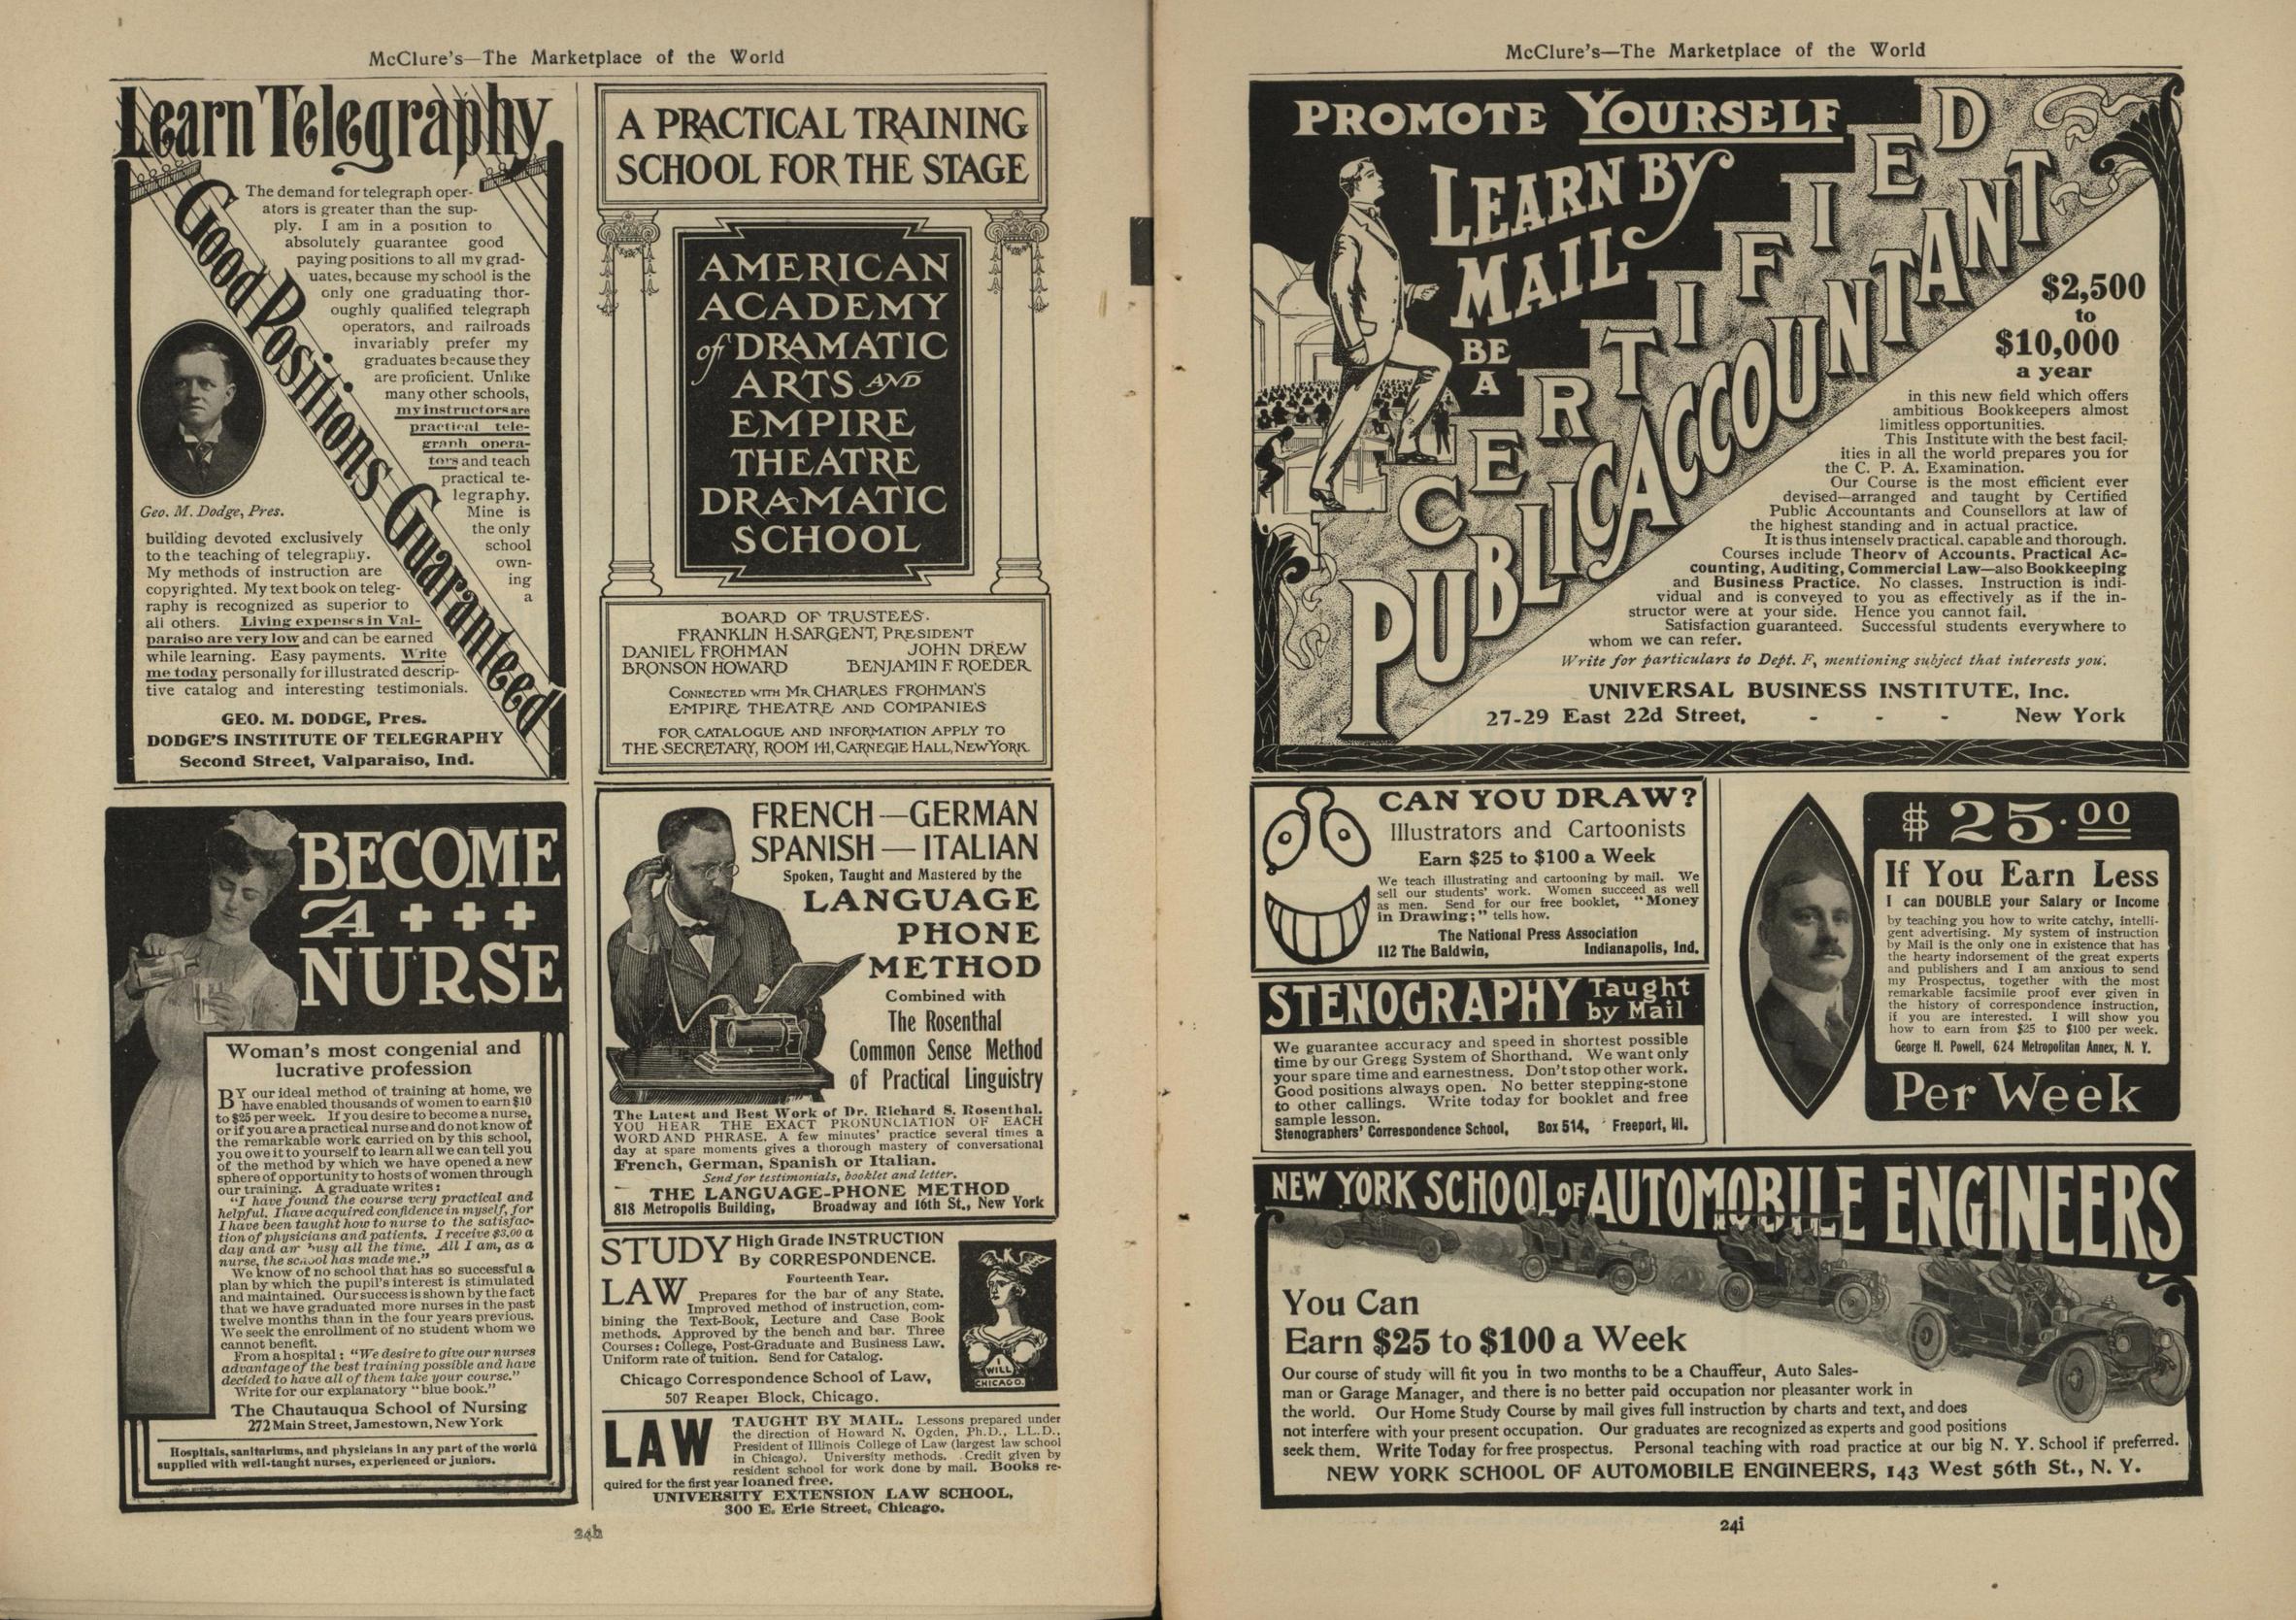 McClure's—The Marketplace of the World
Learn Telegraphy
Good Positions Guaranteed
The demand for telegraph oper-
ators is greater than the sup-
ply. I am in a position to
absolutely guarantee good
paying positions to all my grad-
uates, because my school is the
only one graduating thor-
oughly qualified telegraph
operators, and railroads
invariably prefer my
graduates because they
are proficient. Unlike
many other schools,
my instructors are
practical tele-
graph opera-
tors and teach
practical te-
legraphy.
Mine is
the only
school
own-
ing
a
Geo. M. Dodge, Pres.
building devoted exclusively
to the teaching of telegraphy.
My methods of instruction are
copyrighted. My text book on teleg-
raphy is recognized as superior to
all others. Living expenses in Val-
paraiso are very low and can be earned
while learning. Easy payments. Write
me today personally for illustrated descrip-
tive catalog and interesting testimonials.
GEO. M. DODGE, Pres.
DODGE'S INSTITUTE OF TELEGRAPHY
Second Street, Valparaiso, Ind.
BECOME
A + + +
NURSE
Woman's most congenial and
lucrative profession
BY our ideal method of training at home, we
have enabled thousands of women to earn $10
to $25 per week. If you desire to become a nurse,
or if you are a practical nurse and do not know of
the remarkable work carried on by this school,
you owe it to yourself to learn all we can tell you
of the method by which we have opened a new
sphere of opportunity to hosts of women through
our training. A graduate writes:
"I have found the course very practical and
helpful. I have acquired confidence in myself, for
I have been taught how to nurse to the satisfac-
tion of physicians and patients. I receive $3.00 a
day and am busy all the time. All I am, as a
nurse, the school has made me."
We know of no school that has so successful a
plan by which the pupil's interest is stimulated
and maintained. Our success is shown by the fact
that we have graduated more nurses in the past
twelve months than in the four years previous.
We seek the enrollment of no student whom we
cannot benefit.
From a hospital: "We desire to give our nurses
advantage of the best training possible and have
decided to have all of them take your course."
Write for our explanatory "blue book."
The Chautauqua School of Nursing
272 Main Street, Jamestown, New York
Hospitals, sanitariums, and physicians in any part of the world
supplied with well-taught nurses, experienced or juniors.
A PRACTICAL TRAINING
SCHOOL FOR THE STAGE
AMERICAN
ACADEMY
of DRAMATIC
ARTS AND
EMPIRE
THEATRE
DRAMATIC
SCHOOL
BOARD OF TRUSTEES.
FRANKLIN H. SARGENT, PRESIDENT
DANIEL FROHMAN JOHN DREW
BRONSON HOWARD BENJAMIN F. ROEDER
CONNECTED WITH MR CHARLES FROHMAN'S
EMPIRE THEATRE AND COMPANIES
FOR CATALOGUE AND INFORMATION APPLY TO
THE SECRETARY, ROOM 141, CARNEGIE HALL, NEW YORK.
FRENCH—GERMAN
SPANISH—ITALIAN
Spoken, Taught and Mastered by the
LANGUAGE
PHONE
METHOD
Combined with
The Rosenthal
Common Sense Method
of Practical Linguistry
The Latest and Best Work of Dr. Richard S. Rosenthal.
YOU HEAR THE EXACT PRONUNCIATION OF EACH
WORD AND PHRASE. A few minutes' practice several times a
day at spare moments gives a thorough mastery of conversational
French, German, Spanish or Italian.
Send for testimonials, booklet and letter.
THE LANGUAGE-PHONE METHOD
818 Metropolis Building, Broadway and 16th St., New York
STUDY LAW
High Grade INSTRUCTION
By CORRESPONDENCE.
Fourteenth Year.
Prepares for the bar of any State.
Improved method of instruction, com-
bining the Text-Book, Lecture and Case Book
methods. Approved by the bench and bar. Three
Courses: College, Post-Graduate and Business Law.
Uniform rate of tuition. Send for Catalog.
Chicago Correspondence School of Law,
507 Reaper Block, Chicago.
I
WILL
CHICAGO.
LAW
TAUGHT BY MAIL. Lessons prepared under
the direction of Howard N. Ogden, Ph.D., LL.D.,
President of Illinois College of Law (largest law school
in Chicago). University methods. Credit given by
resident school for work done by mail. Books re-
quired for the first year loaned free.
UNIVERSITY EXTENSION LAW SCHOOL,
300 E. Erie Street, Chicago.
24h
McClure's—The Marketplace of the World
PROMOTE YOURSELF
LEARN BY
MAIL
BE
A
CERTIFIED
PUBLIC ACCOUNTANT
$2,500
to
$10,000
a year
in this new field which offers
ambitious Bookkeepers almost
limitless opportunities.
This Institute with the best facil-
ities in all the world prepares you for
the C. P. A. Examination.
Our Course is the most efficient ever
devised—arranged and taught by Certified
Public Accountants and Counsellors at law of
the highest standing and in actual practice.
It is thus intensely practical, capable and thorough.
Courses include Theory of Accounts, Practical Ac-
counting, Auditing, Commercial Law—also Bookkeeping
and Business Practice. No classes. Instruction is indi-
vidual and is conveyed to you as effectively as if the in-
structor were at your side. Hence you cannot fail.
Satisfaction guaranteed. Successful students everywhere to
whom we can refer.
Write for particulars to Dept. F, mentioning subject that interests you.
UNIVERSAL BUSINESS INSTITUTE, Inc.
27-29 East 22d Street, - - - New York
CAN YOU DRAW?
Illustrators and Cartoonists
Earn $25 to $100 a Week
We teach illustrating and cartooning by mail. We
sell our students' work. Women succeed as well
as men. Send for our free booklet, "Money
in Drawing;" tells how.
The National Press Association
112 The Baldwin, Indianapolis, Ind.
STENOGRAPHY Taught
by Mail
We guarantee accuracy and speed in shortest possible
time by our Gregg System of Shorthand. We want only
your spare time and earnestness. Don't stop other work.
Good positions always open. No better stepping-stone
to other callings. Write today for booklet and free
sample lesson.
Stenographers' Correspondence School, Box 514, Freeport, Ill.
$25.00
If You Earn Less
I can DOUBLE your Salary or Income
by teaching you how to write catchy, intelli-
gent advertising. My system of instruction
by Mail is the only one in existence that has
the hearty indorsement of the great experts
and publishers and I am anxious to send
my Prospectus, together with the most
remarkable facsimile proof ever given in
the history of correspondence instruction,
if you are interested. I will show you
how to earn from $25 to $100 per week.
George H. Powell, 624 Metropolitan Annex, N. Y.
Per Week
NEW YORK SCHOOL OF AUTOMOBILE ENGINEERS
You Can
Earn $25 to $100 a Week
Our course of study will fit you in two months to be a Chauffeur, Auto Sales-
man or Garage Manager, and there is no better paid occupation nor pleasanter work in
the world. Our Home Study Course by mail gives full instruction by charts and text, and does
not interfere with your present occupation. Our graduates are recognized as experts and good positions
seek them. Write Today for free prospectus. Personal teaching with road practice at our big N. Y. School if preferred.
NEW YORK SCHOOL OF AUTOMOBILE ENGINEERS, 143 West 56th St., N. Y.
24i